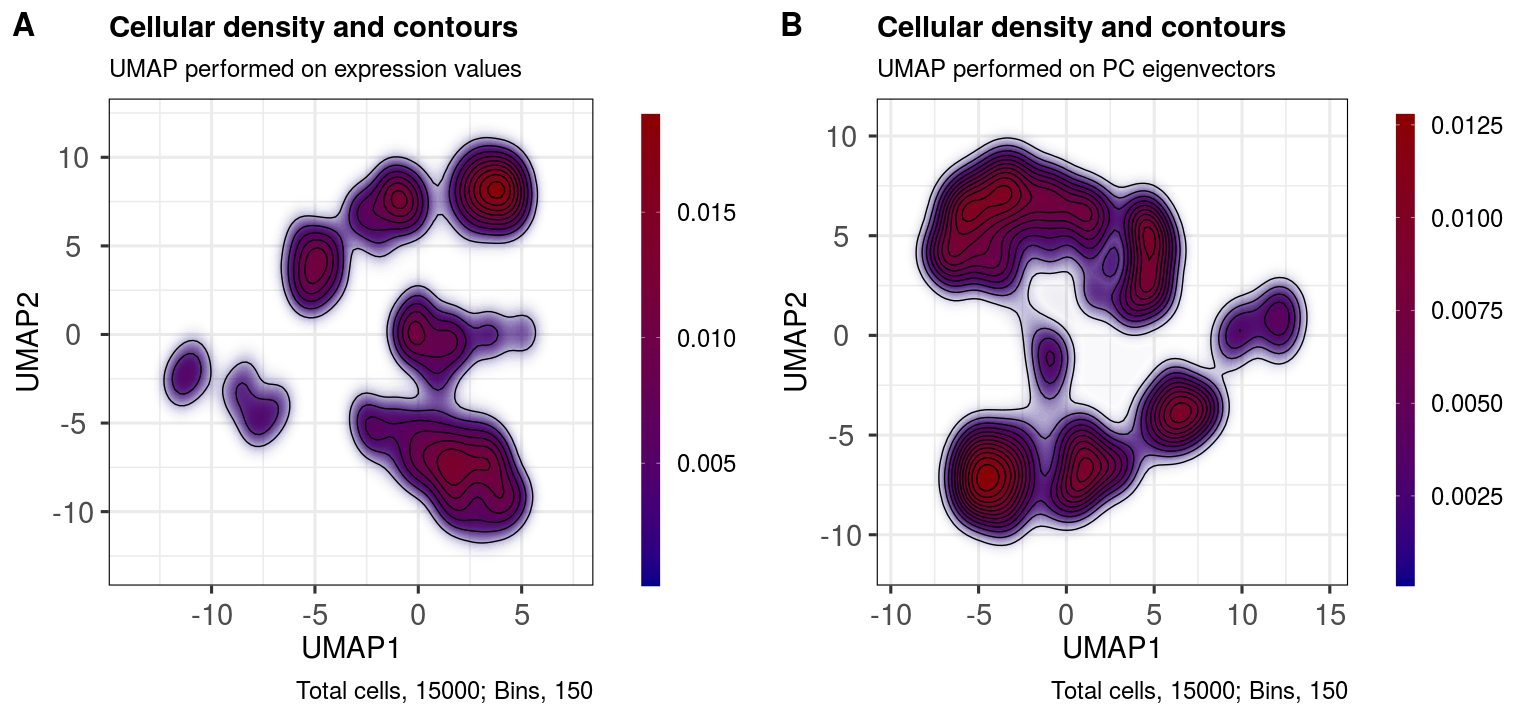 A
Cellular density and contours
UMAP performed on expression values
10
5
0
-5
-10
UMAP2
-10 -5 0 5
UMAP1
0.015
0.010
0.005
Total cells, 15000; Bins, 150
B
Cellular density and contours
UMAP performed on PC eigenvectors
10
5
0
-5
-10
UMAP2
-10 -5 0 5 10 15
UMAP1
0.0125
0.0100
0.0075
0.0050
0.0025
Total cells, 15000; Bins, 150